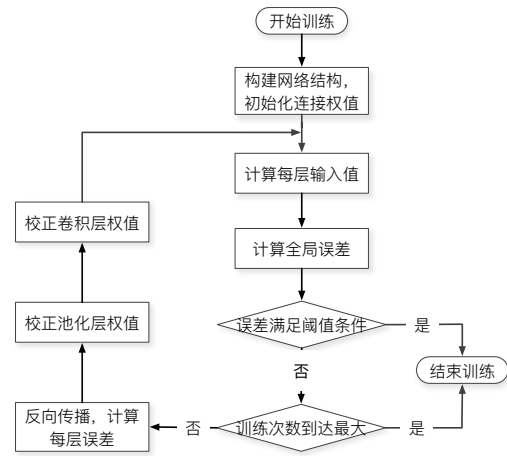 开始训练
构建网络结构，
初始化连接权值
计算每层输入值
校正卷积层权值
计算全局误差
校正池化层权值
误差满足阈值条件
是
结束训练
否
反向传播，计算
每层误差
否
训练次数到达最大
是